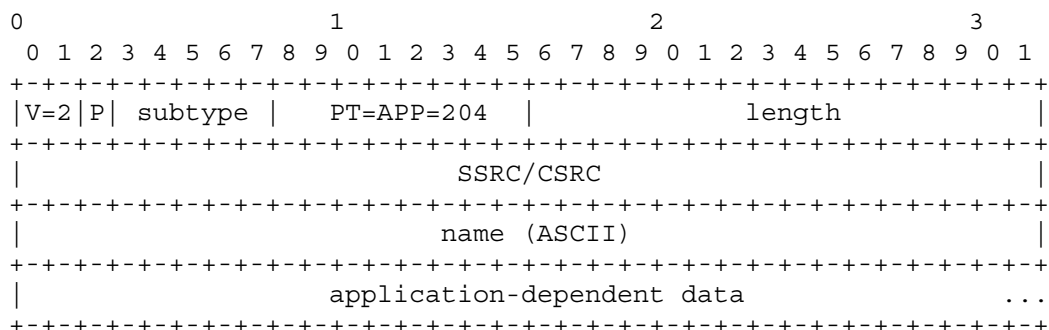 0                   1                   2                   3
 0 1 2 3 4 5 6 7 8 9 0 1 2 3 4 5 6 7 8 9 0 1 2 3 4 5 6 7 8 9 0 1
+-+-+-+-+-+-+-+-+-+-+-+-+-+-+-+-+-+-+-+-+-+-+-+-+-+-+-+-+-+-+-+-+
|V=2|P| subtype |   PT=APP=204  |             length            |
+-+-+-+-+-+-+-+-+-+-+-+-+-+-+-+-+-+-+-+-+-+-+-+-+-+-+-+-+-+-+-+-+
|                           SSRC/CSRC                           |
+-+-+-+-+-+-+-+-+-+-+-+-+-+-+-+-+-+-+-+-+-+-+-+-+-+-+-+-+-+-+-+-+
|                          name (ASCII)                         |
+-+-+-+-+-+-+-+-+-+-+-+-+-+-+-+-+-+-+-+-+-+-+-+-+-+-+-+-+-+-+-+-+
|                   application-dependent data                ...
+-+-+-+-+-+-+-+-+-+-+-+-+-+-+-+-+-+-+-+-+-+-+-+-+-+-+-+-+-+-+-+-+